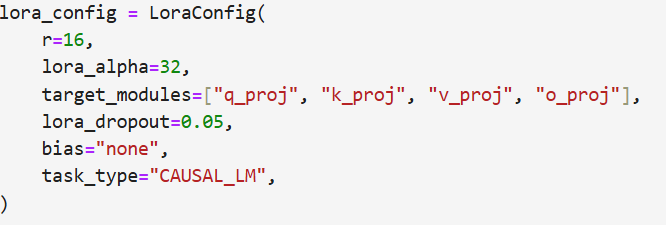 lora_config = LoraConfig(
    r=16,
    lora_alpha=32,
    target_modules=["q_proj", "k_proj", "v_proj", "o_proj"],
    lora_dropout=0.05,
    bias="none",
    task_type="CAUSAL_LM",
)